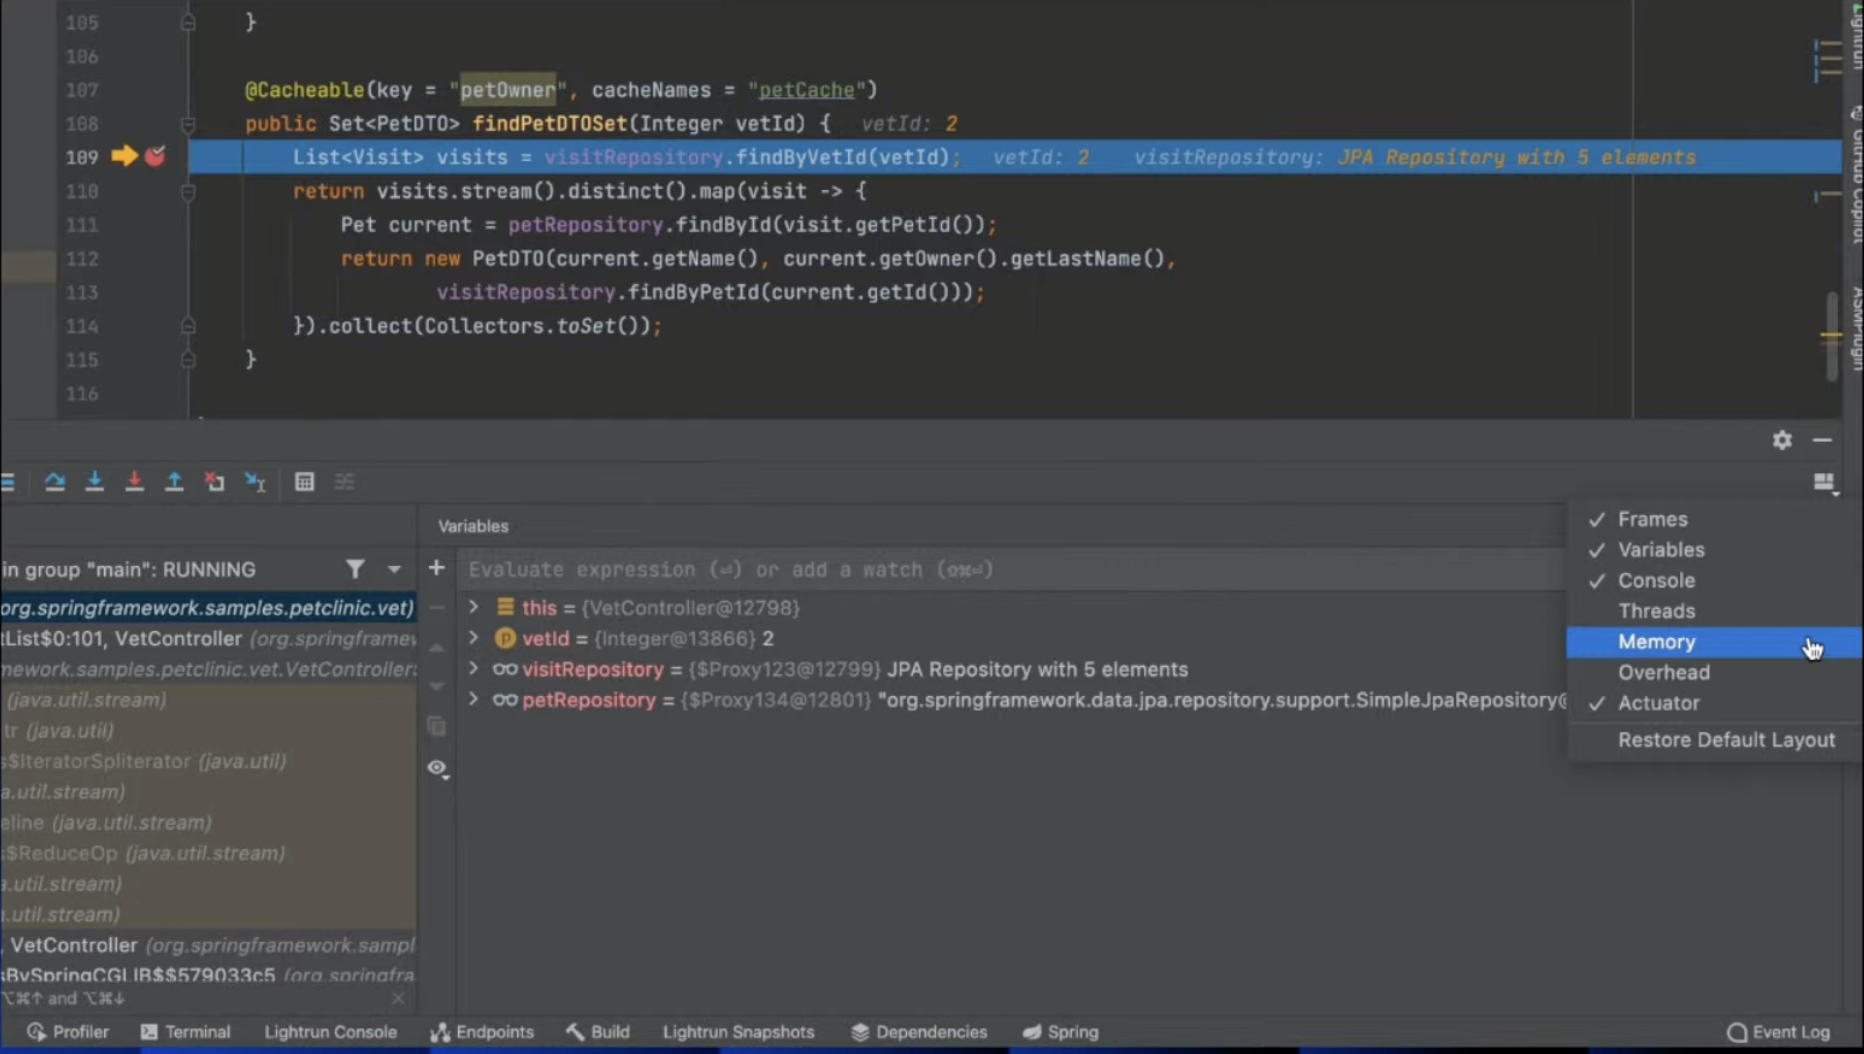 105 }
106
107 @Cacheable(key = "petOwner", cacheNames = "petCache")
108 public Set<PetDTO> findPetDTOSet(Integer vetId) { vetId: 2
109 List<Visit> visits = visitRepository.findByVetId(vetId); vetId: 2 visitRepository: JPA Repository with 5 elements
110 return visits.stream().distinct().map(visit -> {
111 Pet current = petRepository.findById(visit.getPetId());
112 return new PetDTO(current.getName(), current.getOwner().getLastName(),
113 visitRepository.findByPetId(current.getId()));
114 }).collect(Collectors.toSet());
115 }
116
Lightrun
GitHub Copilot
ASMPlugin
Variables
in group "main": RUNNING
Evaluate expression (⏎) or add a watch (⇧⌘⏎)
org.springframework.samples.petclinic.vet)
tList$0:101, VetController (org.springframew
mework.samples.petclinic.vet.VetController
(java.util.stream)
tr (java.util)
s$IteratorSpliterator (java.util)
a.util.stream)
eline (java.util.stream)
s$ReduceOp (java.util.stream)
a.util.stream)
a.util.stream)
, VetController (org.springframework.sampl
sBySpringCGLIB$$579033c5 (org.springfra
⌥⌘↑ and ⌥⌘↓
this = {VetController@12798}
vetId = {Integer@13866} 2
visitRepository = {$Proxy123@12799} JPA Repository with 5 elements
petRepository = {$Proxy134@12801} "org.springframework.data.jpa.repository.support.SimpleJpaRepository@
Frames
Variables
Console
Threads
Memory
Overhead
Actuator
Restore Default Layout
Profiler Terminal Lightrun Console Endpoints Build Lightrun Snapshots Dependencies Spring Event Log